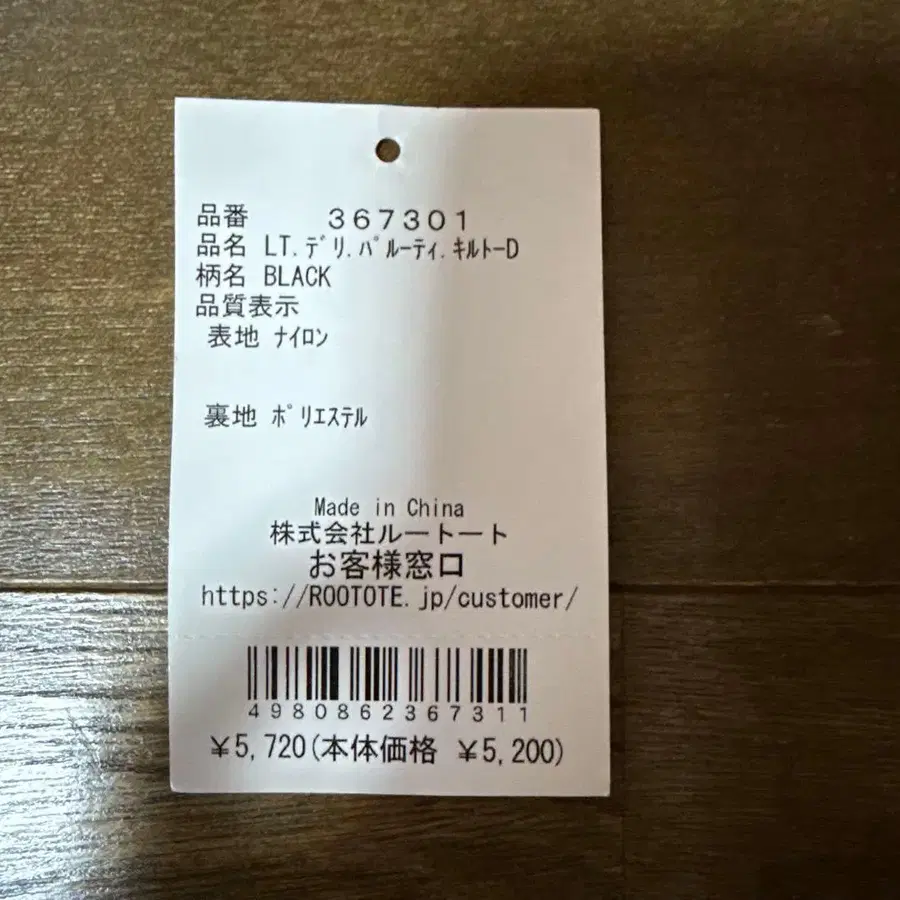 品番 367301
品名 LT.ﾃﾞﾘ.ﾊﾟﾙｰﾃｨ.ｷﾙﾄｰD
柄名 BLACK
品質表示
表地 ﾅｲﾛﾝ
裏地 ﾎﾟﾘｴｽﾃﾙ
Made in China
株式会社ルートート
お客様窓口
https://ROOTOTE.jp/customer/
4980862367311
¥5,720(本体価格 ¥5,200)